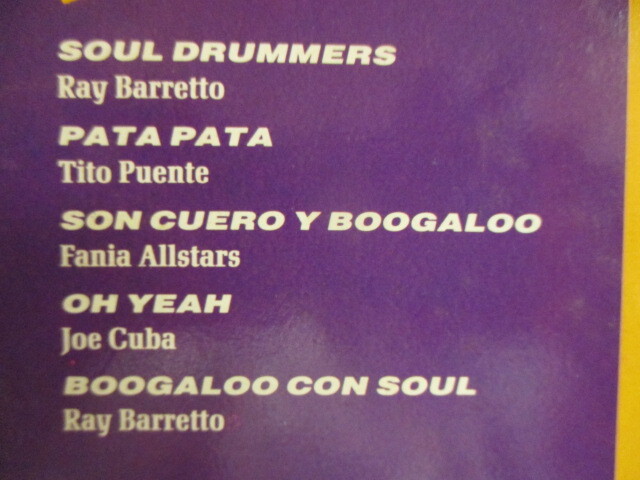 SOUL DRUMMERS
Ray Barretto
PATA PATA
Tito Puente
SON CUERO Y BOOGALOO
Fania Allstars
OH YEAH
Joe Cuba
BOOGALOO CON SOUL
Ray Barretto